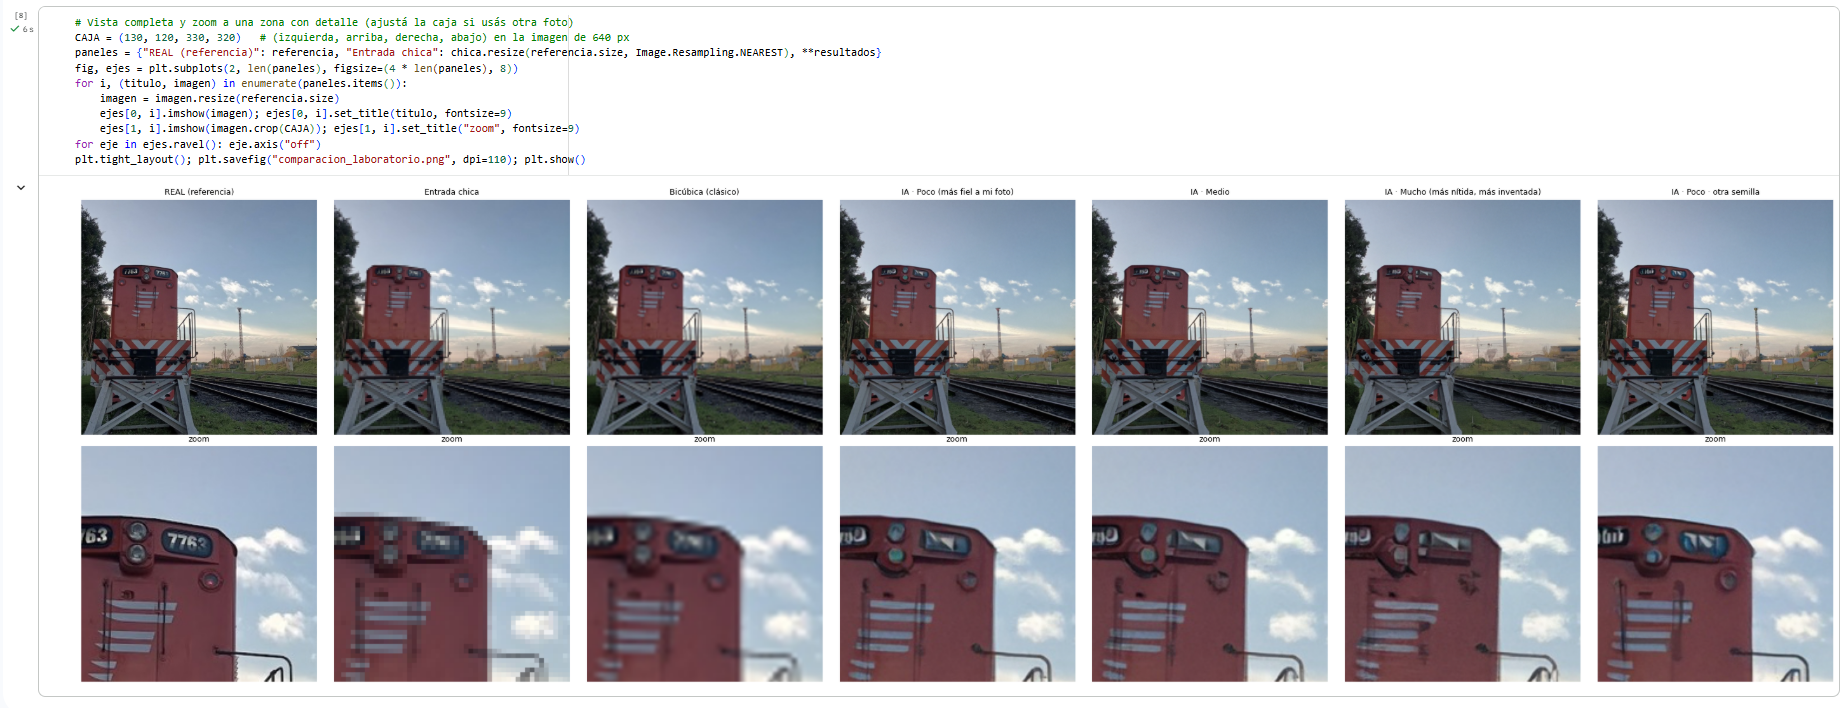 [8]
6 s
# Vista completa y zoom a una zona con detalle (ajustá la caja si usás otra foto)
CAJA = (130, 120, 330, 320)   # (izquierda, arriba, derecha, abajo) en la imagen de 640 px
paneles = {"REAL (referencia)": referencia, "Entrada chica": chica.resize(referencia.size, Image.Resampling.NEAREST), **resultados}
fig, ejes = plt.subplots(2, len(paneles), figsize=(4 * len(paneles), 8))
for i, (titulo, imagen) in enumerate(paneles.items()):
    imagen = imagen.resize(referencia.size)
    ejes[0, i].imshow(imagen); ejes[0, i].set_title(titulo, fontsize=9)
    ejes[1, i].imshow(imagen.crop(CAJA)); ejes[1, i].set_title("zoom", fontsize=9)
for eje in ejes.ravel(): eje.axis("off")
plt.tight_layout(); plt.savefig("comparacion_laboratorio.png", dpi=110); plt.show()
REAL (referencia)
Entrada chica
Bicúbica (clásico)
IA · Poco (más fiel a mi foto)
IA · Medio
IA · Mucho (más nítida, más inventada)
IA · Poco · otra semilla
7763 7763
zoom
zoom
zoom
zoom
zoom
zoom
zoom
763 7763